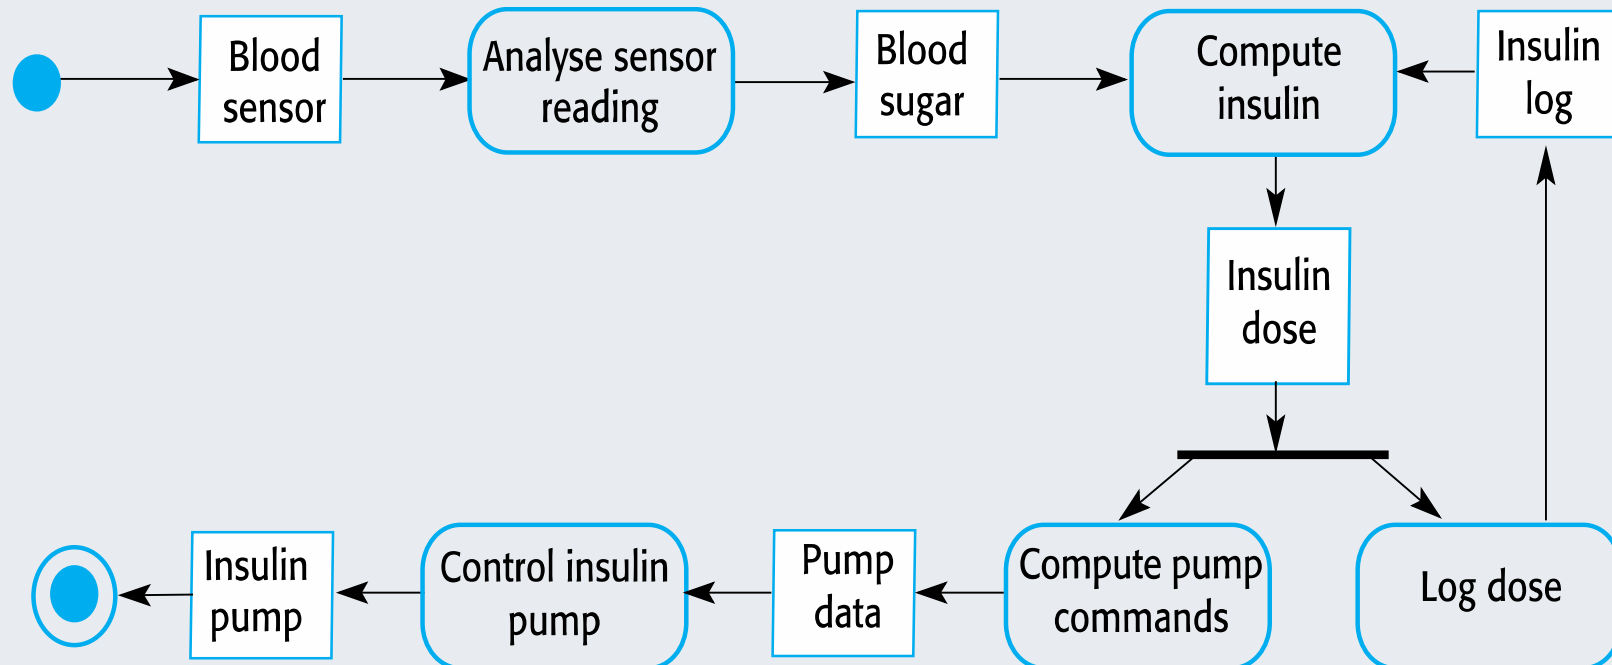 Blood
sensor
Analyse sensor
reading
Blood
sugar
Compute
insulin
Insulin
log
Insulin
dose
Insulin
pump
Control insulin
pump
Pump
data
Compute pump
commands
Log dose